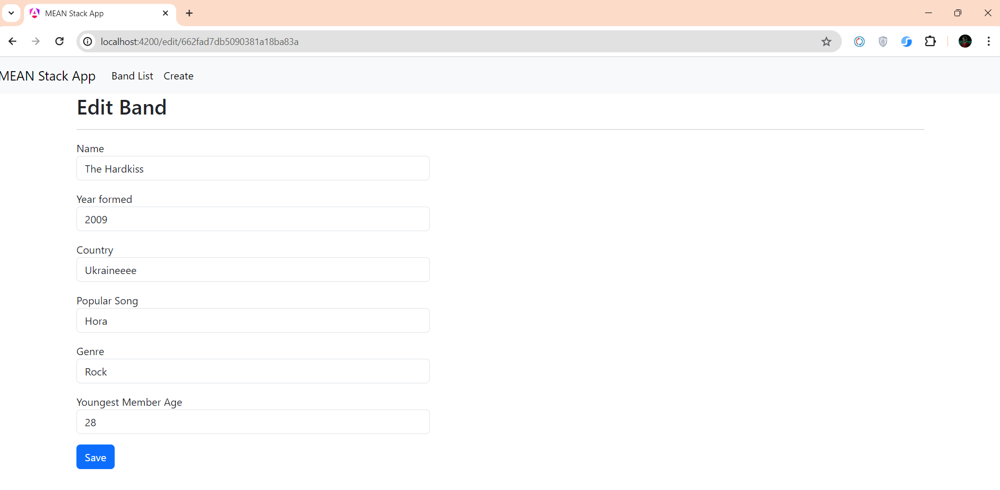 MEAN Stack App
localhost:4200/edit/662fad7db5090381a18ba83a
MEAN Stack App Band List Create
Edit Band
Name
The Hardkiss
Year formed
2009
Country
Ukraineeee
Popular Song
Hora
Genre
Rock
Youngest Member Age
28
Save